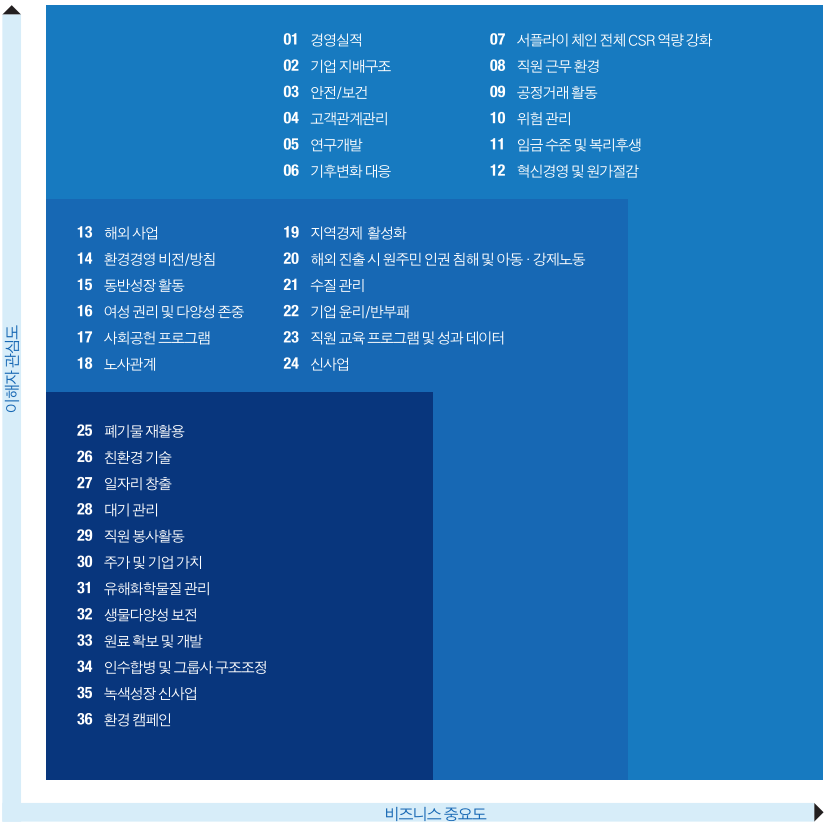 01 경영실적
02 기업 지배구조
03 안전/보건
04 고객관계관리
05 연구개발
06 기후변화 대응
07 서플라이 체인 전체 CSR 역량 강화
08 직원 근무 환경
09 공정거래 활동
10 위험 관리
11 임금 수준 및 복리후생
12 혁신경영 및 원가절감
13 해외 사업
14 환경경영 비전/방침
15 동반성장 활동
16 여성 권리 및 다양성 존중
17 사회공헌 프로그램
18 노사관계
19 지역경제 활성화
20 해외 진출 시 원주민 인권 침해 및 아동 · 강제노동
21 수질 관리
22 기업 윤리/반부패
23 직원 교육 프로그램 및 성과 데이터
24 신사업
25 폐기물 재활용
26 친환경 기술
27 일자리 창출
28 대기 관리
29 직원 봉사활동
30 주가 및 기업 가치
31 유해화학물질 관리
32 생물다양성 보전
33 원료 확보 및 개발
34 인수합병 및 그룹사 구조조정
35 녹색성장 신사업
36 환경 캠페인
이해자 관심도
비즈니스 중요도